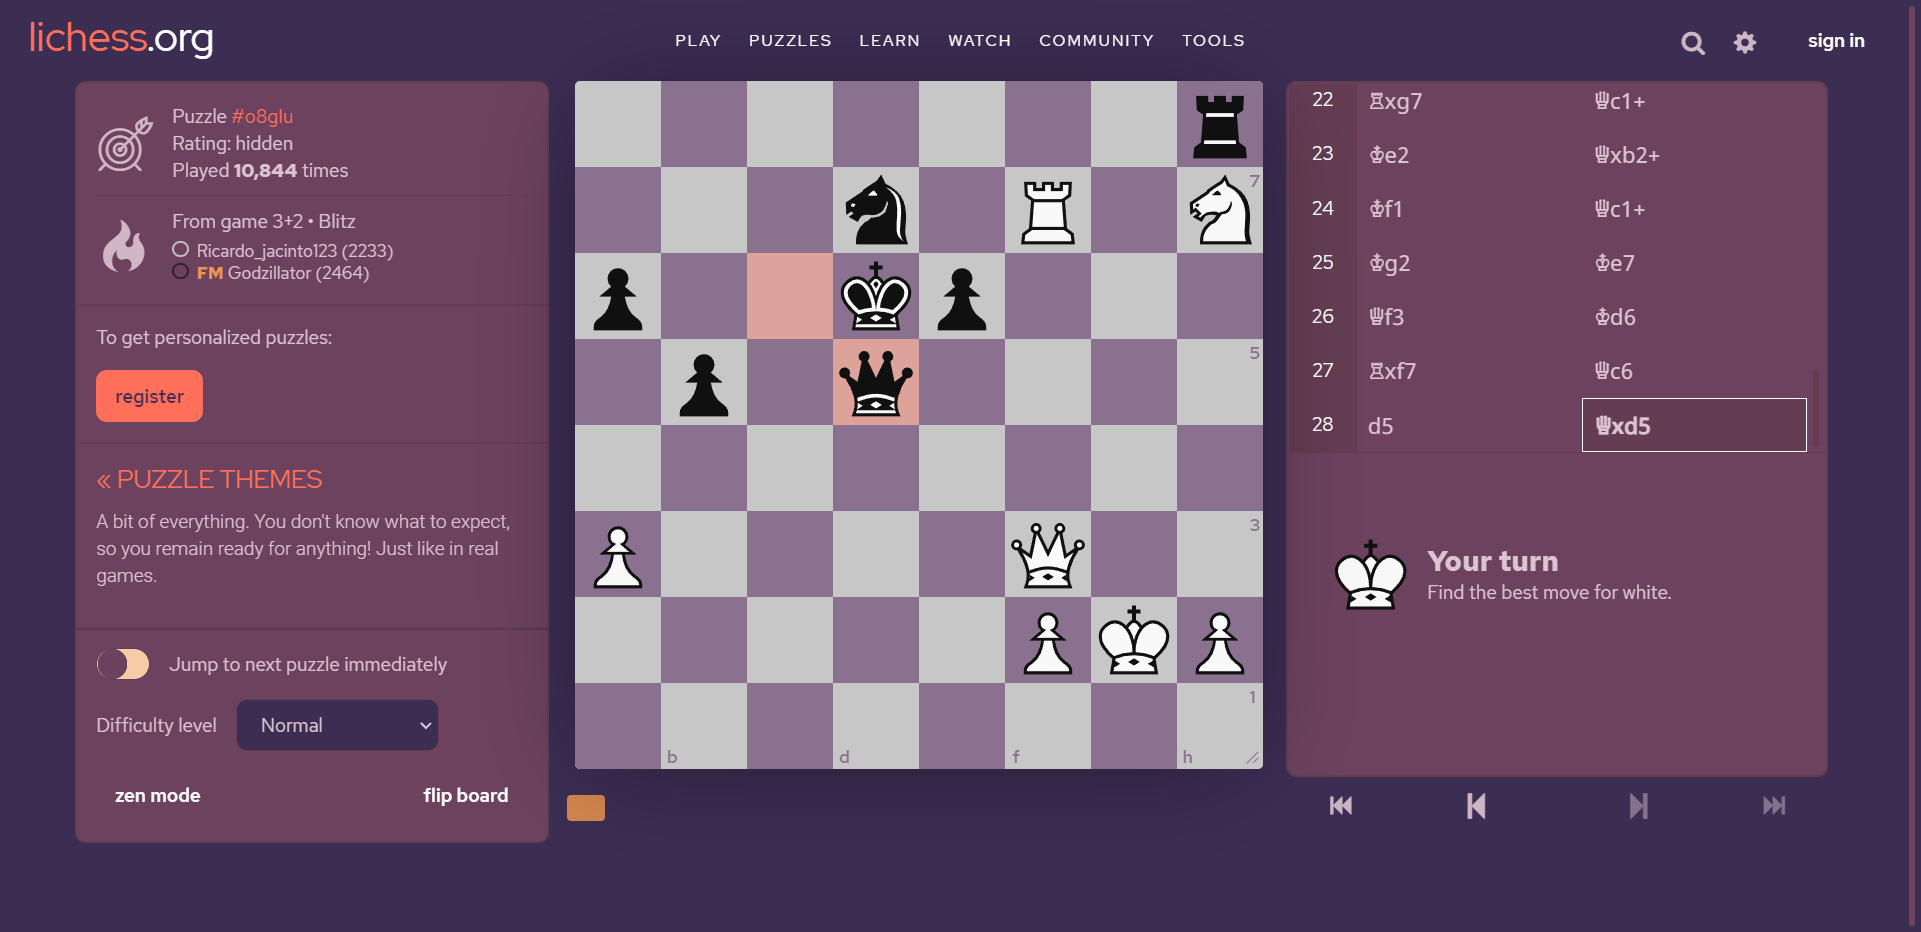 lichess.org
PLAY PUZZLES LEARN WATCH COMMUNITY TOOLS
sign in
Puzzle #o8glu
Rating: hidden
Played 10,844 times
From game 3+2 • Blitz
Ricardo_jacinto123 (2233)
FM Godzillator (2464)
To get personalized puzzles:
register
« PUZZLE THEMES
A bit of everything. You don't know what to expect,
so you remain ready for anything! Just like in real
games.
Jump to next puzzle immediately
Difficulty level Normal
zen mode flip board
7
5
3
1
b d f h
22 ♖xg7 ♕c1+
23 ♔e2 ♕xb2+
24 ♔f1 ♕c1+
25 ♔g2 ♔e7
26 ♕f3 ♔d6
27 ♖xf7 ♕c6
28 d5 ♕xd5
Your turn
Find the best move for white.